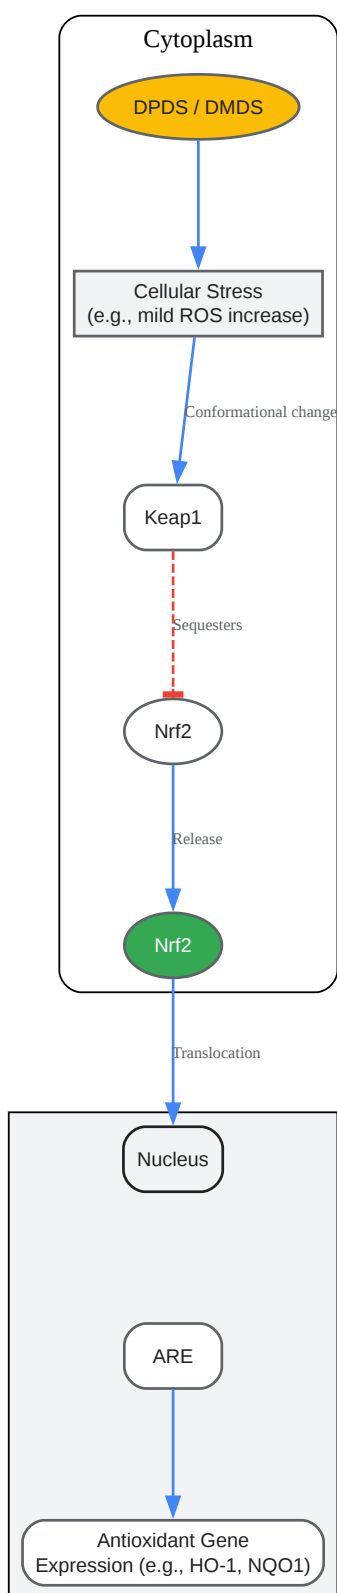 Cytoplasm
DPDS / DMDS
Cellular Stress
(e.g., mild ROS increase)
Conformational change
Keap1
Sequesters
Nrf2
Release
Nrf2
Translocation
Nucleus
ARE
Antioxidant Gene
Expression (e.g., HO-1, NQO1)